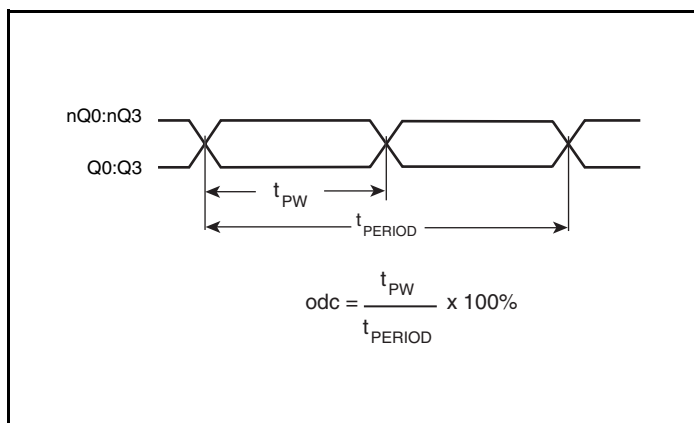 nQ0:nQ3
Q0:Q3
tPW
tPERIOD
odc = tPW / tPERIOD x 100%